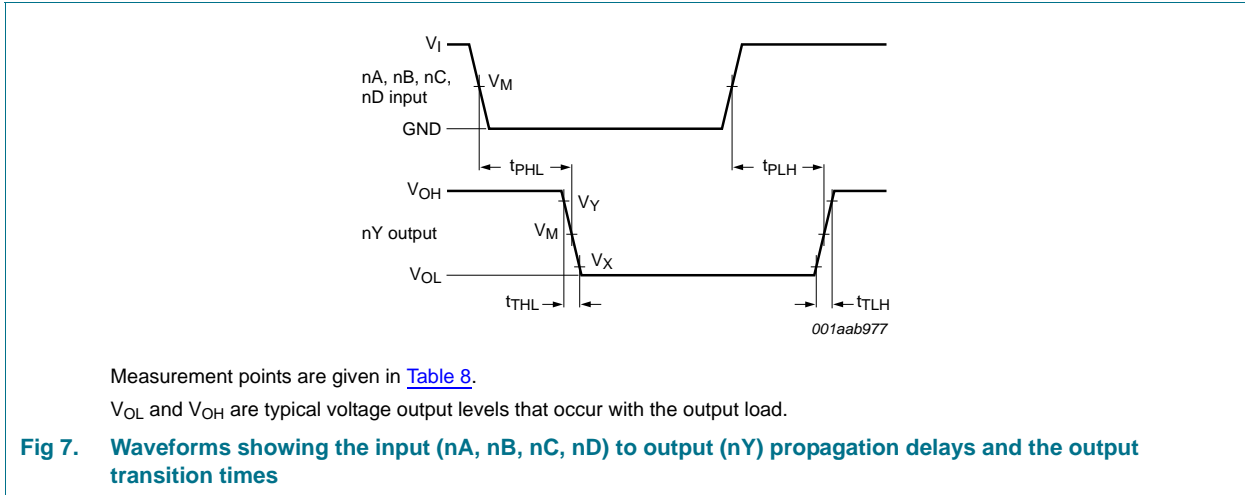 VI
nA, nB, nC,
nD input
VM
GND
tPHL
tPLH
VOH
VY
nY output
VM
VX
VOL
tTHL
tTLH
001aab977
Measurement points are given in Table 8.
VOL and VOH are typical voltage output levels that occur with the output load.
Fig 7. Waveforms showing the input (nA, nB, nC, nD) to output (nY) propagation delays and the output
transition times